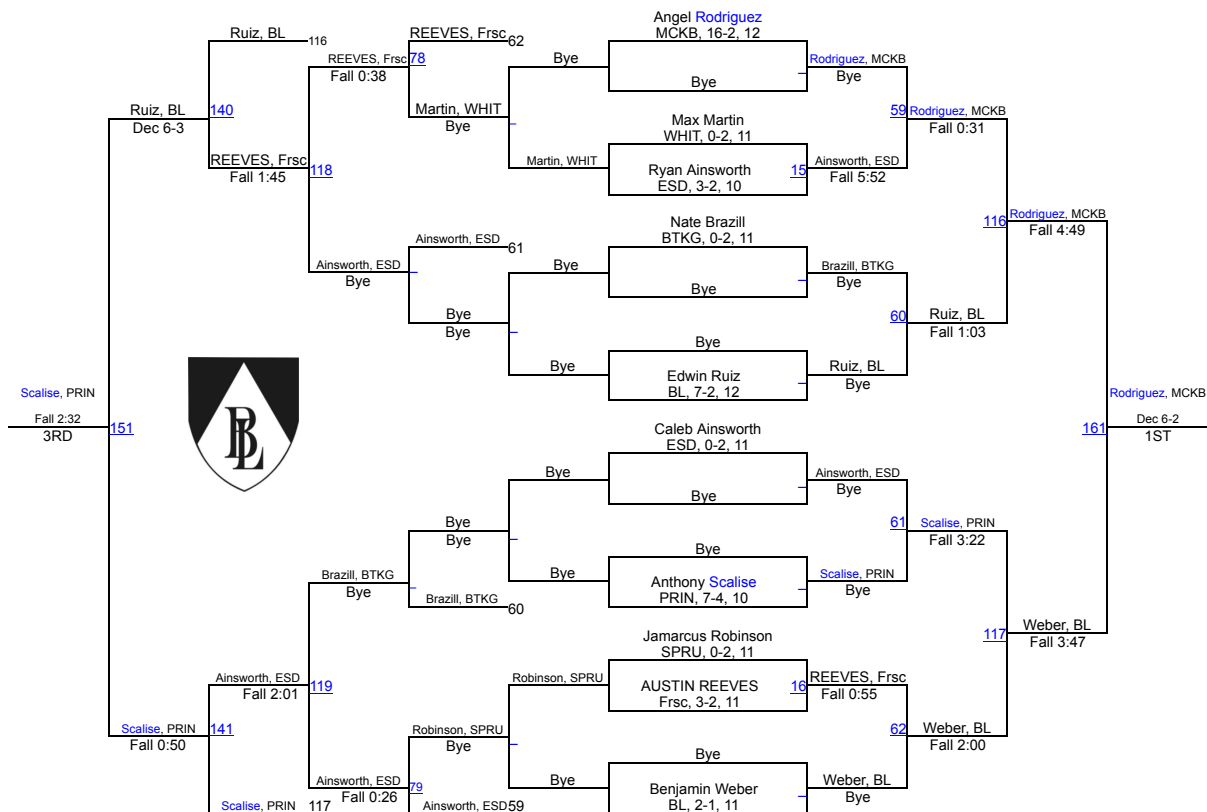 Angel Rodriguez
MCKB, 16-2, 12
Ruiz, BL
116
REEVES, Frsc
62
REEVES, Frsc
78
Fall 0:38
Bye
Bye
Rodriguez, MCKB
Bye
Ruiz, BL
140
Dec 6-3
Martin, WHIT
Bye
59
Rodriguez, MCKB
Fall 0:31
Max Martin
WHIT, 0-2, 11
REEVES, Frsc
118
Fall 1:45
Martin, WHIT
Ryan Ainsworth
ESD, 3-2, 10
15
Ainsworth, ESD
Fall 5:52
Nate Brazill
BTKG, 0-2, 11
116
Rodriguez, MCKB
Fall 4:49
Ainsworth, ESD
61
Ainsworth, ESD
Bye
Bye
Bye
Brazill, BTKG
Bye
Bye
Bye
60
Ruiz, BL
Fall 1:03
Bye
Bye
Edwin Ruiz
BL, 7-2, 12
Ruiz, BL
Bye
Scalise, PRIN
Fall 2:32
3RD
151
BL
Rodriguez, MCKB
161
Dec 6-2
1ST
Caleb Ainsworth
ESD, 0-2, 11
Bye
Bye
Ainsworth, ESD
Bye
Bye
Bye
61
Scalise, PRIN
Fall 3:22
Bye
Brazill, BTKG
Bye
Bye
Anthony Scalise
PRIN, 7-4, 10
Scalise, PRIN
Bye
Brazill, BTKG
60
Jamarcus Robinson
SPRU, 0-2, 11
117
Weber, BL
Fall 3:47
Ainsworth, ESD
119
Fall 2:01
Robinson, SPRU
AUSTIN REEVES
Frsc, 3-2, 11
16
REEVES, Frsc
Fall 0:55
Scalise, PRIN
141
Fall 0:50
Robinson, SPRU
Bye
62
Weber, BL
Fall 2:00
Bye
Ainsworth, ESD
79
Fall 0:26
Bye
Benjamin Weber
BL, 2-1, 11
Weber, BL
Bye
Scalise, PRIN
117
Ainsworth, ESD
59